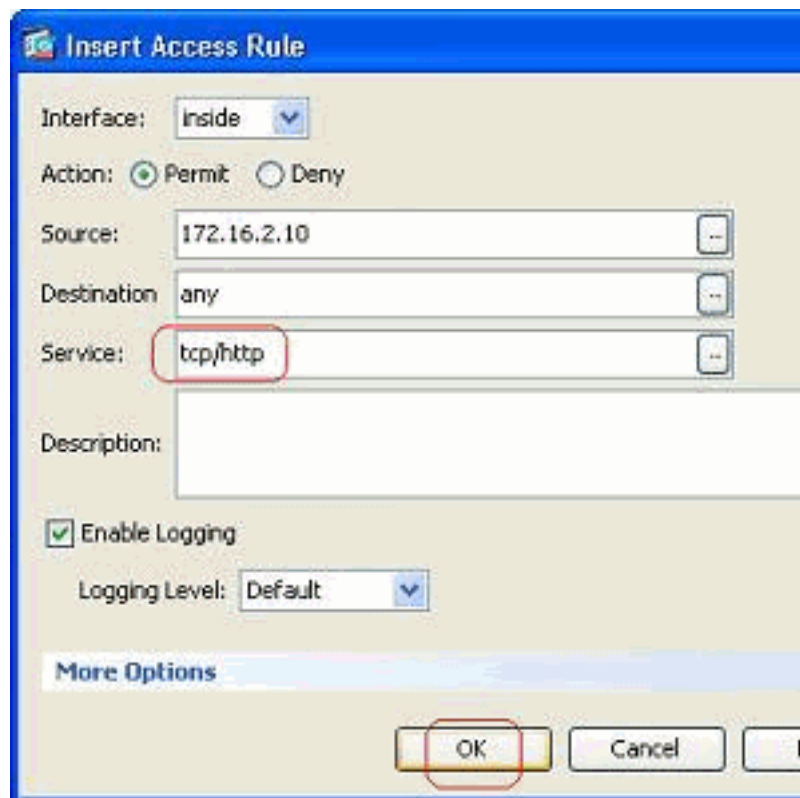 Insert Access Rule
Interface: inside
Action: Permit Deny
Source: 172.16.2.10 ...
Destination any ...
Service: tcp/http ...
Description:
Enable Logging
Logging Level: Default
More Options
OK Cancel